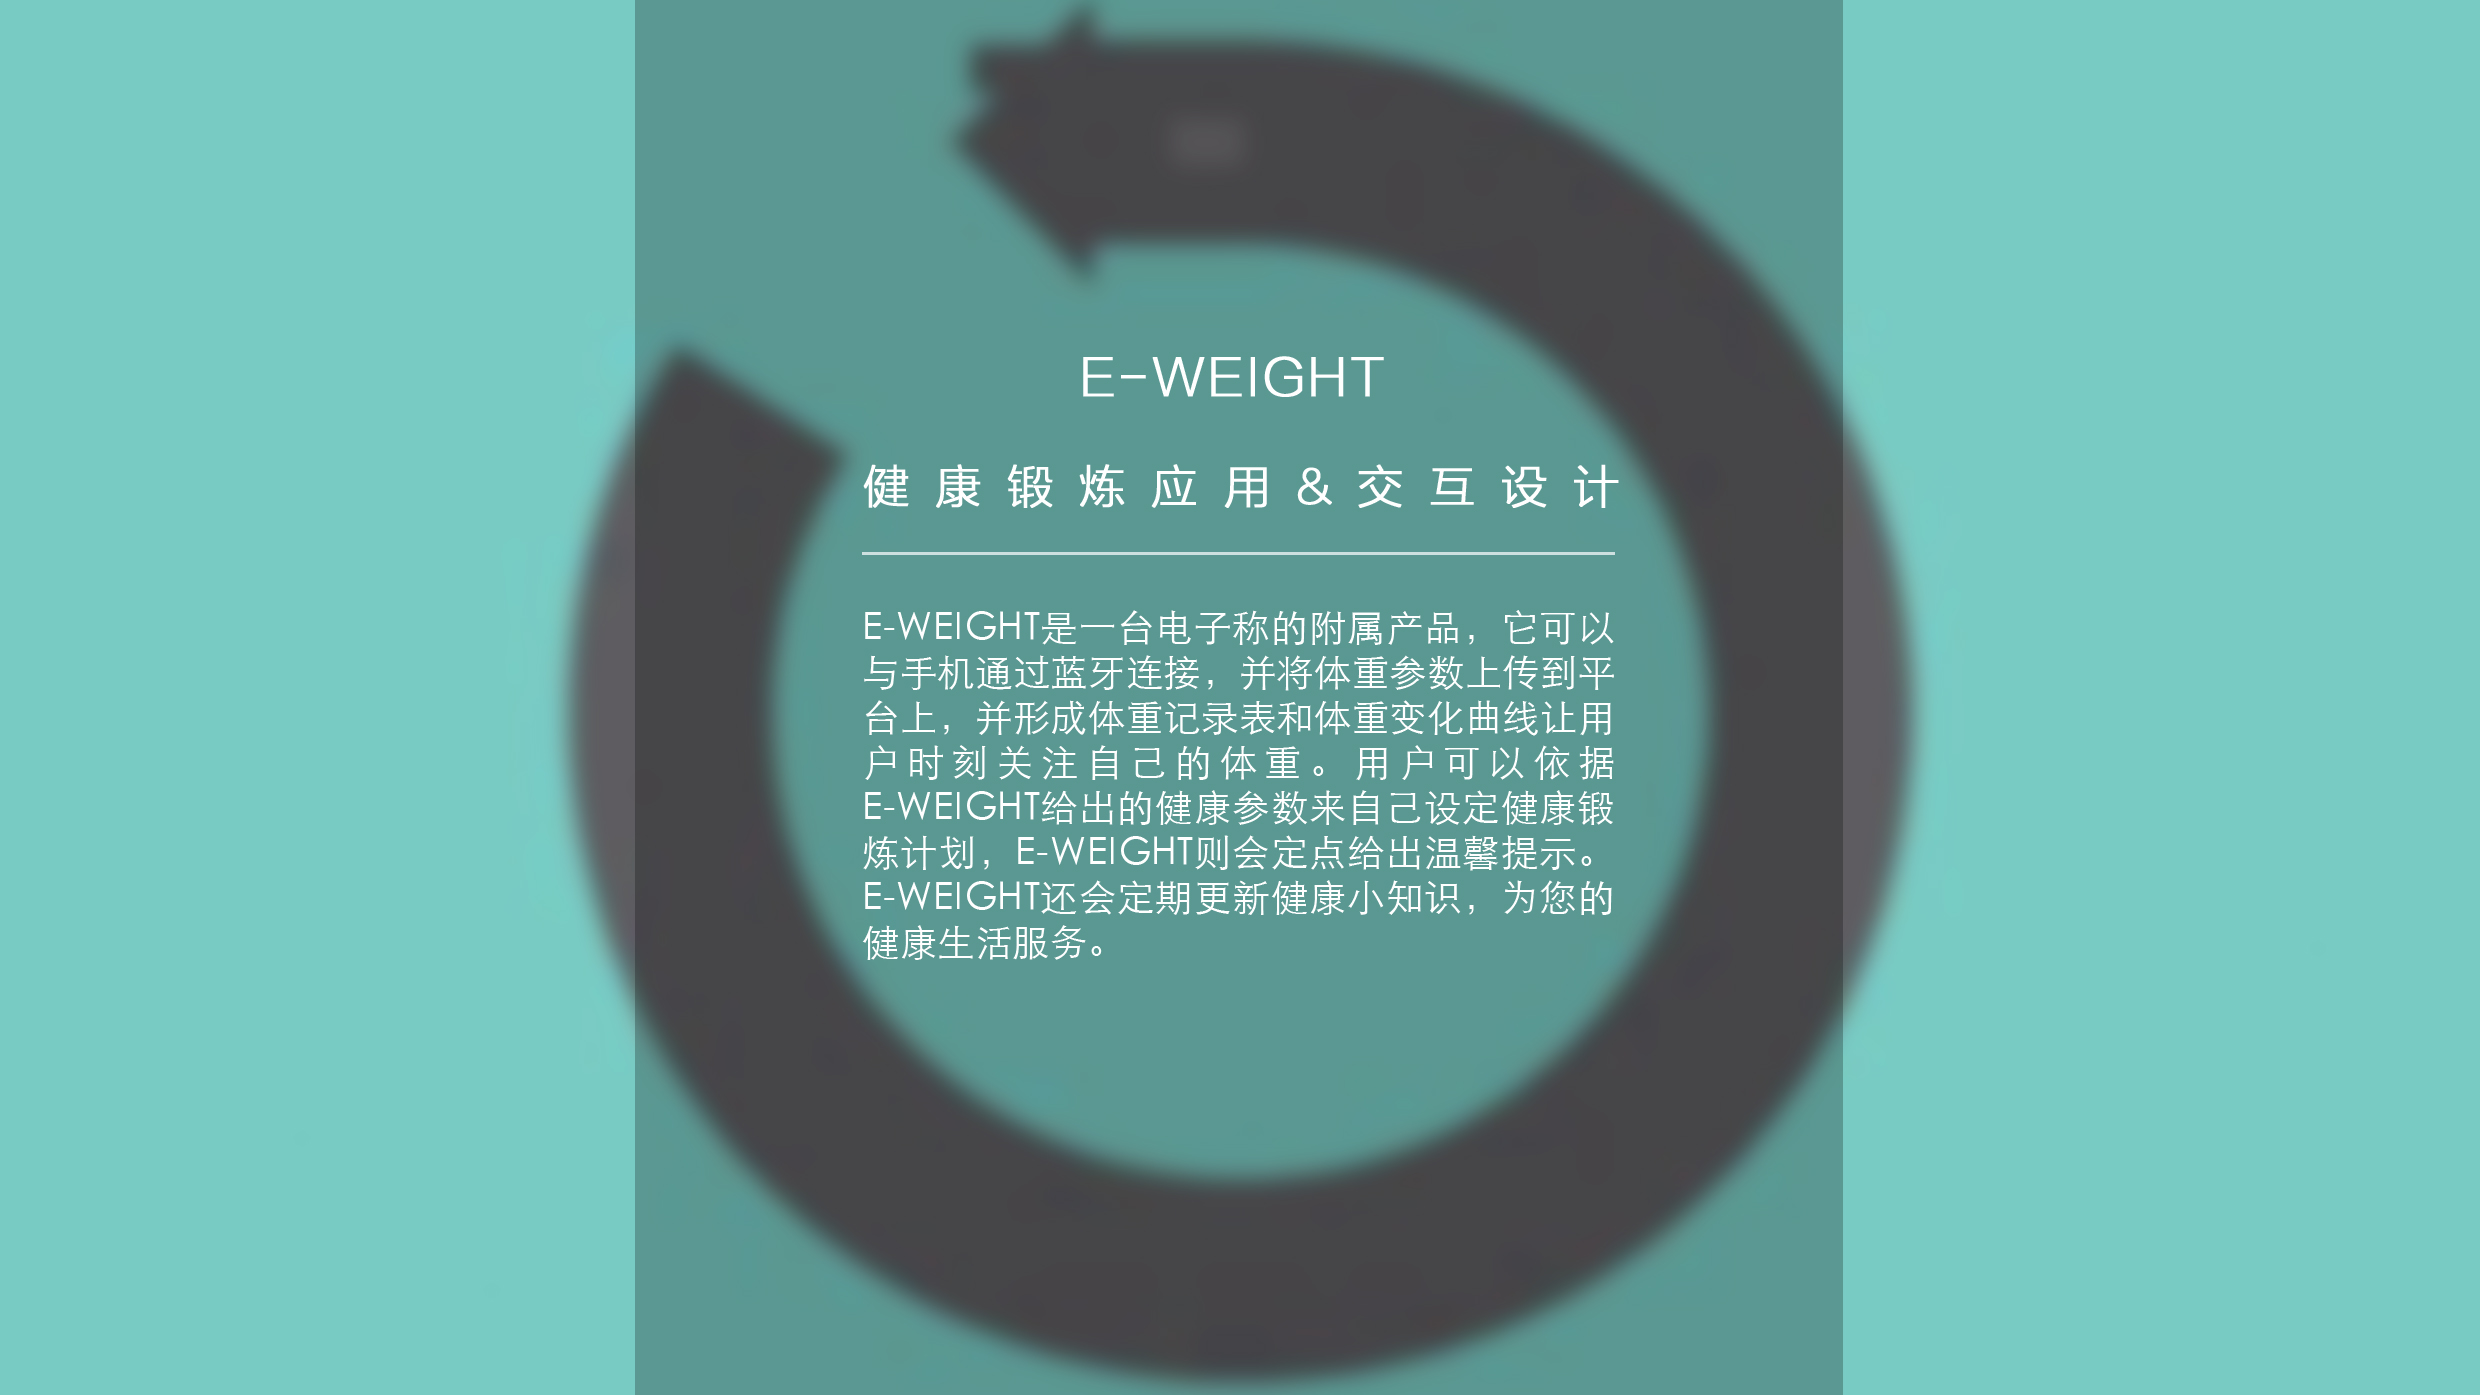 E-WEIGHT
健康锻炼应用&交互设计
E-WEIGHT是一台电子称的附属产品，它可以
与手机通过蓝牙连接，并将体重参数上传到平
台上，并形成体重记录表和体重变化曲线让用
户时刻关注自己的体重。用户可以依据
E-WEIGHT给出的健康参数来自己设定健康锻
炼计划，E-WEIGHT则会定点给出温馨提示。
E-WEIGHT还会定期更新健康小知识，为您的
健康生活服务。